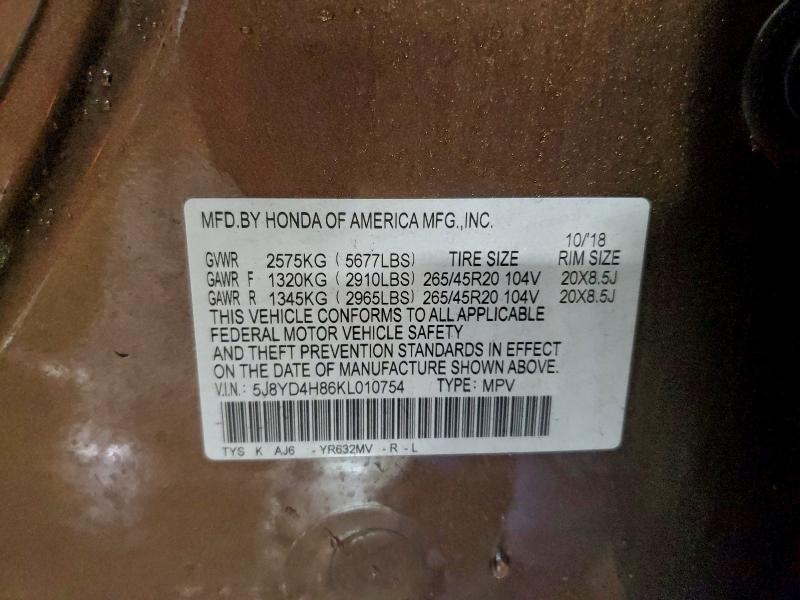 MFD.BY HONDA OF AMERICA MFG.,INC.
10/'18
GVWR 2575KG ( 5677LBS) TIRE SIZE RIM SIZE
GAWR F 1320KG ( 2910LBS) 265/45R20 104V 20X8.5J
GAWR R 1345KG ( 2965LBS) 265/45R20 104V 20X8.5J
THIS VEHICLE CONFORMS TO ALL APPLICABLE
FEDERAL MOTOR VEHICLE SAFETY
AND THEFT PREVENTION STANDARDS IN EFFECT
ON THE DATE OF MANUFACTURE SHOWN ABOVE.
V.I.N.: 5J8YD4H86KL010754 TYPE: MPV
TYS K AJ6 - YR632MV - R - L